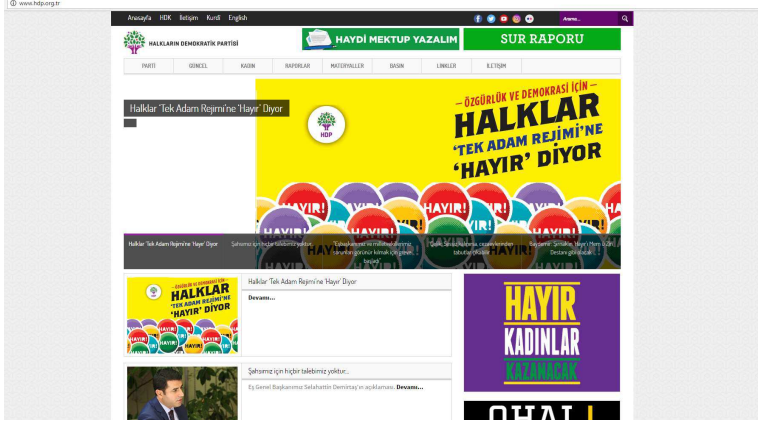 www.hdp.org.tr
Anasayfa HDK İletişim Kurdî English
Arama...
HALKLARIN DEMOKRATİK PARTİSİ
HAYDİ MEKTUP YAZALIM
SUR RAPORU
PARTİ GÜNCEL KADIN RAPORLAR MATERYALLER BASIN LINKLER İLETİŞİM
Halklar 'Tek Adam Rejimi'ne 'Hayır' Diyor
HDP
– ÖZGÜRLÜK VE DEMOKRASİ İÇİN –
HALKLAR
'TEK ADAM REJİMİ'NE
'HAYIR' DİYOR
HAYIR!
Halklar 'Tek Adam Rejimi'ne 'Hayır' Diyor
Şahsımız için hiçbir talebimiz yoktur...
Halklar 'Tek Adam Rejimi'ne 'Hayır' Diyor
Devamı...
– ÖZGÜRLÜK VE DEMOKRASİ İÇİN –
HALKLAR
'TEK ADAM REJİMİ'NE
'HAYIR' DİYOR
HAYIR!
HAYIR
KADINLAR
KAZANACAK
Şahsımız için hiçbir talebimiz yoktur...
Eş Genel Başkanımız Selahattin Demirtaş'ın açıklaması. Devamı...
OHAL!